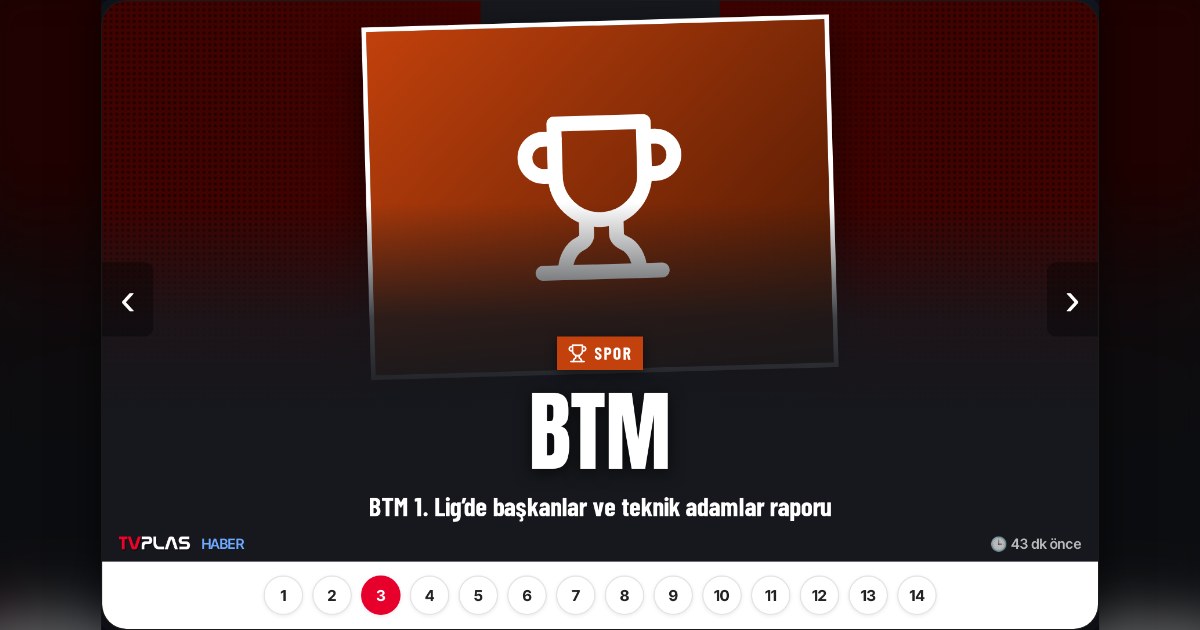 SPOR
BTM
BTM 1. Lig’de başkanlar ve teknik adamlar raporu
TVPLAS HABER
43 dk önce
1 2 3 4 5 6 7 8 9 10 11 12 13 14